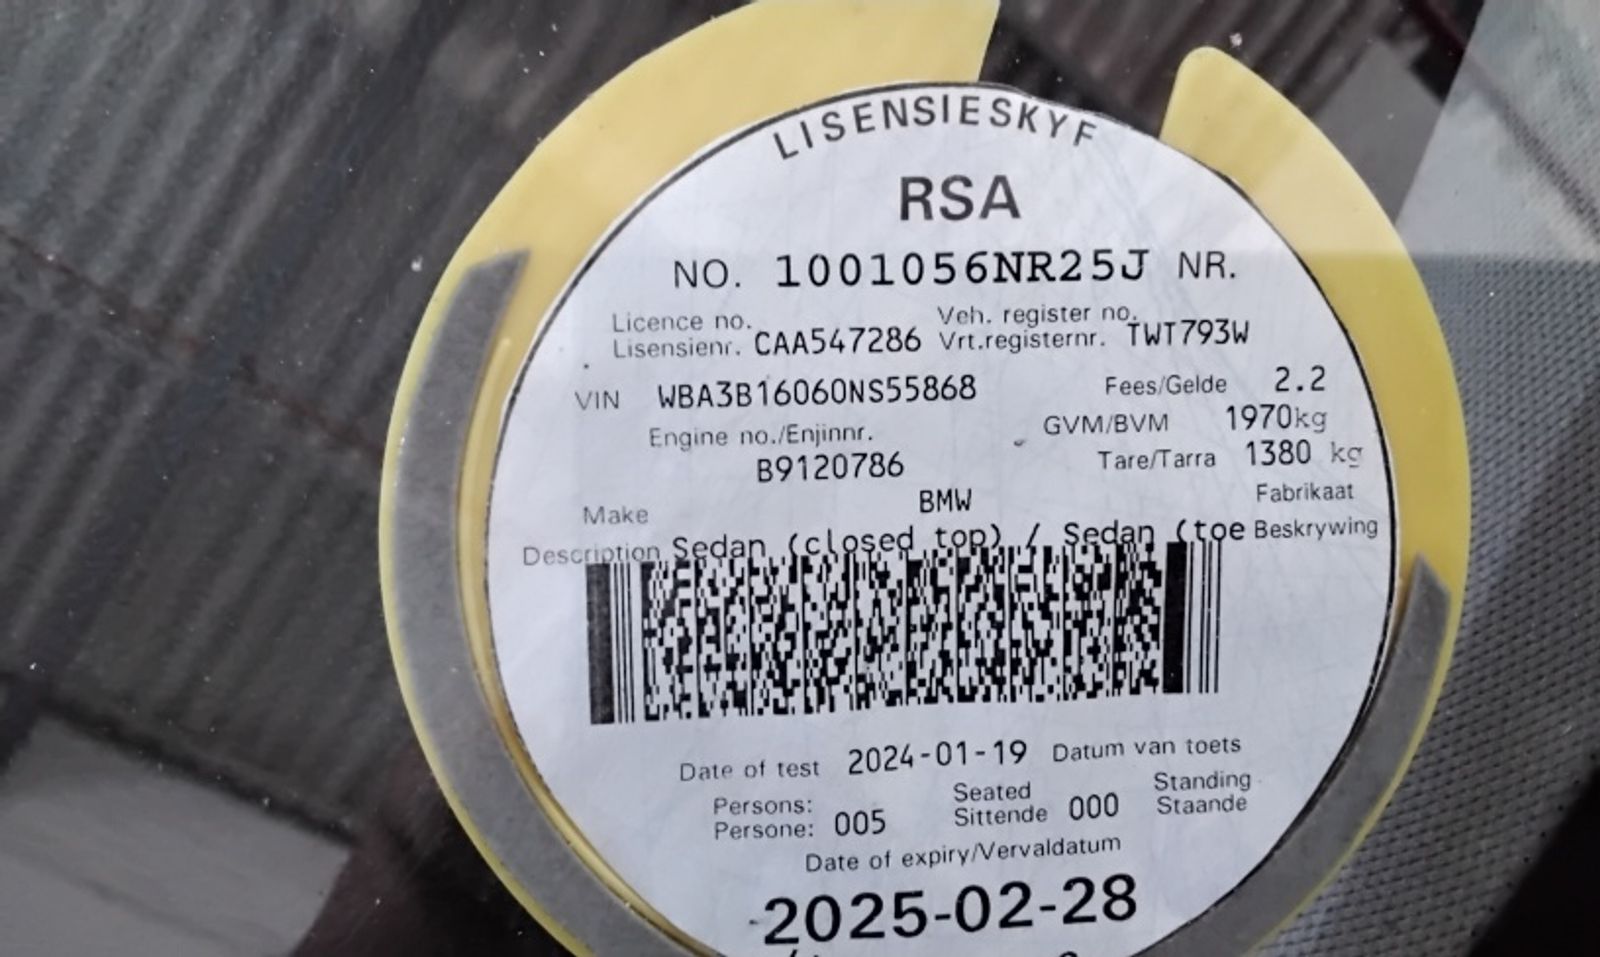 LISENSIESKYF
RSA
NO. 1001056NR25J NR.
Licence no. Veh. register no.
Lisensienr. CAA547286 Vrt.registernr. TWT793W
VIN WBA3B16060NS55868 Fees/Gelde 2.2
Engine no./Enjinnr. GVM/BVM 1970kg
B9120786 Tare/Tarra 1380 kg
Make BMW Fabrikaat
Description Sedan (closed top) / Sedan (toe Beskrywing
Date of test 2024-01-19 Datum van toets
Persons: Seated Standing
Persone: 005 Sittende 000 Staande
Date of expiry/Vervaldatum
2025-02-28